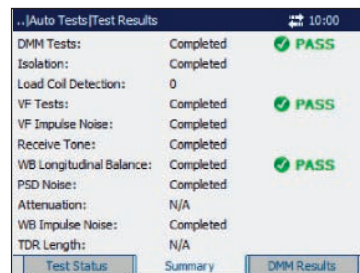 ..|Auto Tests|Test Results 10:00
DMM Tests: Completed PASS
Isolation: Completed
Load Coil Detection: 0
VF Tests: Completed PASS
VF Impulse Noise: Completed
Receive Tone: Completed
WB Longitudinal Balance: Completed PASS
PSD Noise: Completed
Attenuation: N/A
WB Impulse Noise: Completed
TDR Length: N/A
Test Status Summary DMM Results